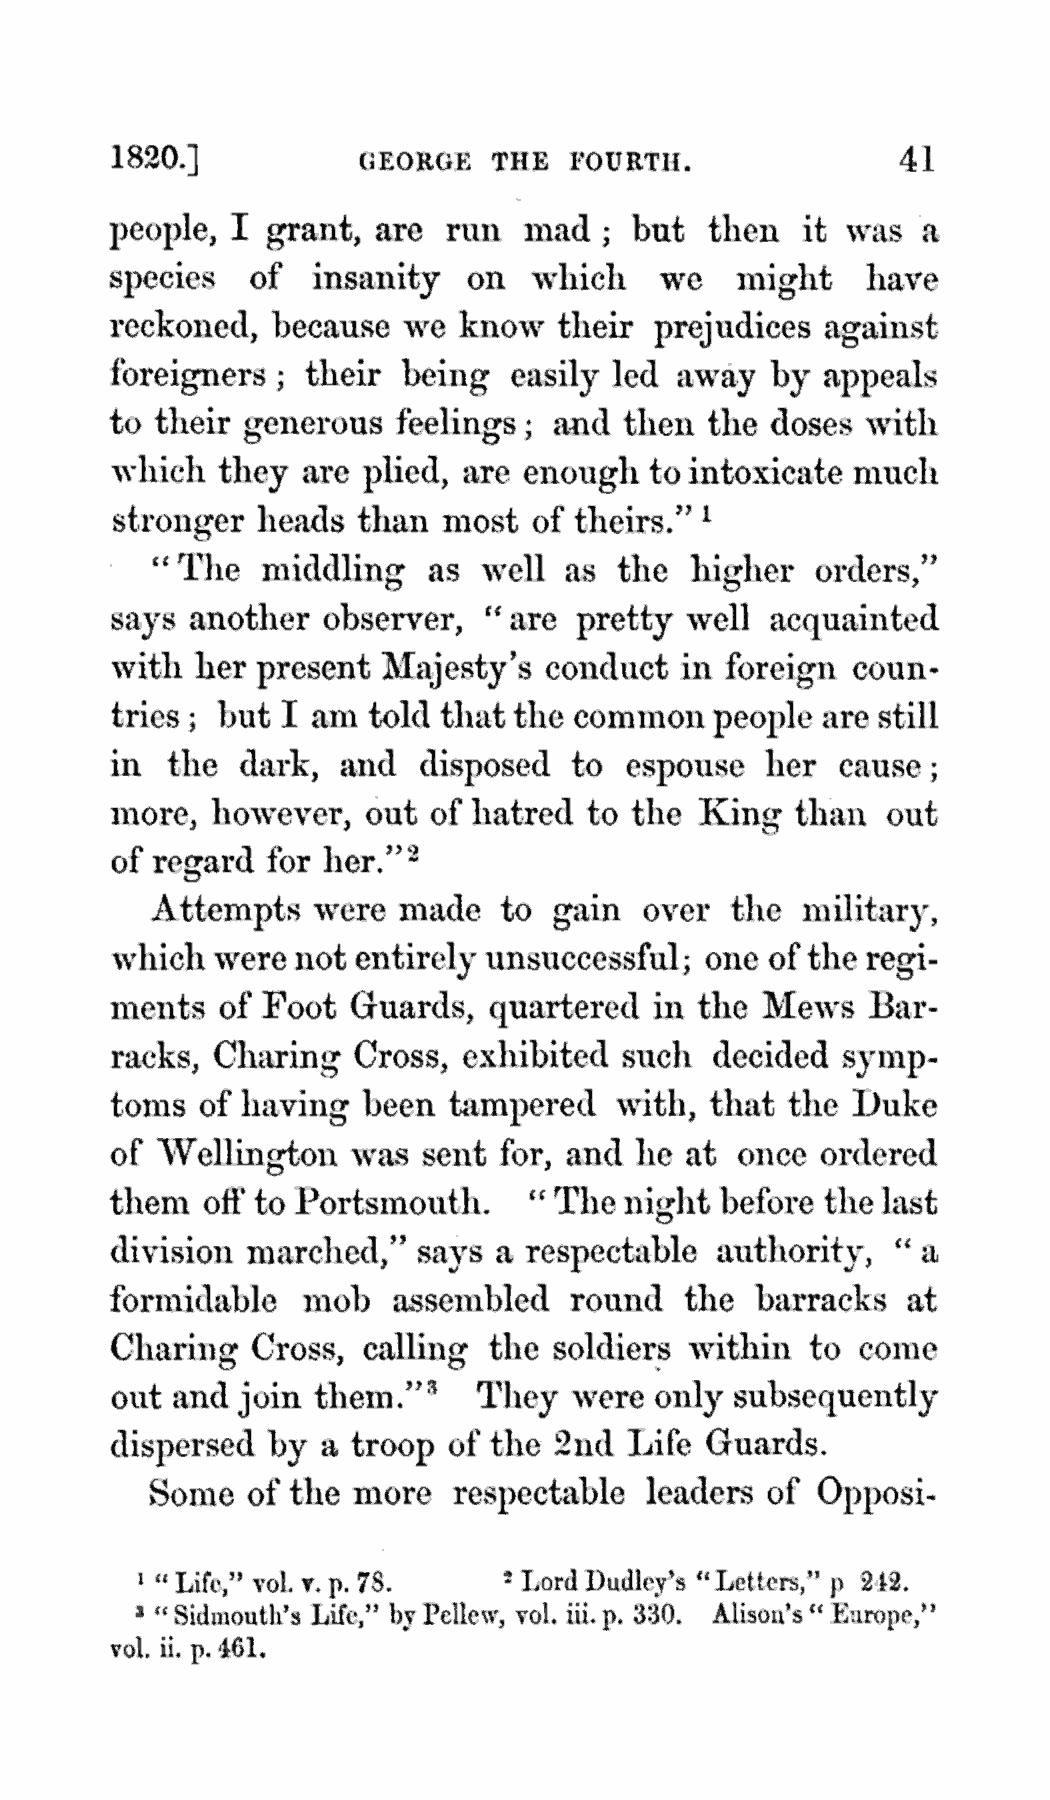 1820.] GEORGE THE FOURTH. 41
people, I grant, are run mad ; but then it was a
species of insanity on which we might have
reckoned, because we know their prejudices against
foreigners ; their being easily led away by appeals
to their generous feelings ; and then the doses with
which they are plied, are enough to intoxicate much
stronger heads than most of theirs." ¹
"The middling as well as the higher orders,"
says another observer, "are pretty well acquainted
with her present Majesty's conduct in foreign coun-
tries ; but I am told that the common people are still
in the dark, and disposed to espouse her cause ;
more, however, out of hatred to the King than out
of regard for her."²
Attempts were made to gain over the military,
which were not entirely unsuccessful; one of the regi-
ments of Foot Guards, quartered in the Mews Bar-
racks, Charing Cross, exhibited such decided symp-
toms of having been tampered with, that the Duke
of Wellington was sent for, and he at once ordered
them off to Portsmouth. "The night before the last
division marched," says a respectable authority, "a
formidable mob assembled round the barracks at
Charing Cross, calling the soldiers within to come
out and join them."³ They were only subsequently
dispersed by a troop of the 2nd Life Guards.
Some of the more respectable leaders of Opposi-
¹ "Life," vol. v. p. 78. ² Lord Dudley's "Letters," p 242.
³ "Sidmouth's Life," by Pellew, vol. iii. p. 330. Alison's "Europe,"
vol. ii. p. 461.